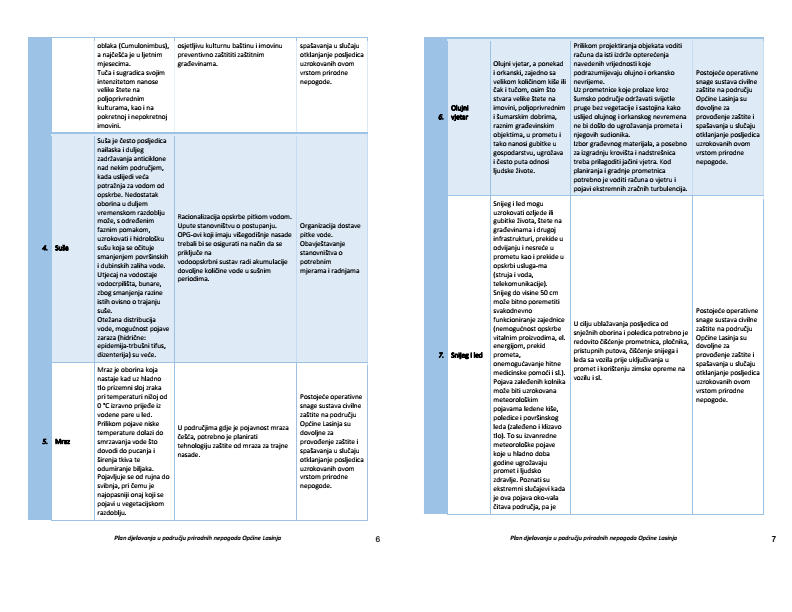 oblaka (Cumulonimbus),
a najčešća je u ljetnim
mjesecima.
Tuča i sugradica svojim
intenzitetom nanose
velike štete na
poljoprivrednim
kulturama, kao i na
pokretnoj i nepokretnoj
imovini.
osjetljivu kulturnu baštinu i imovinu
preventivno zaštititi zaštitnim
građevinama.
spašavanja u slučaju
otklanjanje posljedica
uzrokovanih ovom
vrstom prirodne
nepogode.
4. Suše
Suša je često posljedica
nailaska i duljeg
zadržavanja anticiklone
nad nekim područjem,
kada uslijedi veća
potražnja za vodom od
opskrbe. Nedostatak
oborina u duljem
vremenskom razdoblju
može, s određenim
faznim pomakom,
uzrokovati i hidrološku
sušu koja se očituje
smanjenjem površinskih
i dubinskih zaliha vode.
Utjecaj na vodostaje
vodocrpilišta, bunare,
zbog smanjanja razine
istih ovisno o trajanju
suše.
Otežana distribucija
vode, mogućnost pojave
zaraza (hidrične:
epidemija-trbušni tifus,
dizenterija) su veće.
Racionalizacija opskrbe pitkom vodom.
Upute stanovništvu o postupanju.
OPG-ovi koji imaju višegodišnje nasade
trebali bi se osigurati na način da se
priključe na
vodoopskrbni sustav radi akumulacije
dovoljne količine vode u sušnim
periodima.
Organizacija dostave
pitke vode.
Obavještavanje
stanovništva o
potrebnim
mjerama i radnjama
5. Mraz
Mraz je oborina koja
nastaje kad uz hladno
tlo prizemni sloj zraka
pri temperaturi nižoj od
0 °C izravno prijeđe iz
vodene pare u led.
Prilikom pojave niske
temperature dolazi do
smrzavanja vode što
dovodi do pucanja i
širenja tkiva te
odumiranje biljaka.
Pojavljuje se od rujna do
svibnja, pri čemu je
najopasniji onaj koji se
pojavi u vegetacijskom
razdoblju.
U područjima gdje je pojavnost mraza
češća, potrebno je planirati
tehnologiju zaštite od mraza za trajne
nasade.
Postojeće operativne
snage sustava civilne
zaštite na području
Općine Lasinja su
dovoljne za
provođenje zaštite i
spašavanja u slučaju
otklanjanje posljedica
uzrokovanih ovom
vrstom prirodne
nepogode.
Plan djelovanja u području prirodnih nepogoda Općine Lasinja
6
6. Olujni
vjetar
Olujni vjetar, a ponekad
i orkanski, zajedno sa
velikom količinom kiše ili
čak i tučom, osim što
stvara velike štete na
imovini, poljoprivrednim
i šumarskim dobrima,
raznim građevinskim
objektima, u prometu i
tako nanosi gubitke u
gospodarstvu, ugrožava
i često puta odnosi
ljudske živote.
Prilikom projektiranja objekata voditi
računa da isti izdrže opterećenja
navedenih vrijednosti koje
podrazumijevaju olujno i orkansko
nevrijeme.
Uz prometnice koje prolaze kroz
šumsko područje održavati svijetle
pruge bez vegetacije i sastojina kako
uslijed olujnog i orkanskog nevremena
ne bi došlo do ugrožavanja prometa i
njegovih sudionika.
Izbor građevnog materijala, a posebno
za izgradnju krovišta i nadstrešnica
treba prilagoditi jačini vjetra. Kod
planiranja i gradnje prometnica
potrebno je voditi računa o vjetru i
pojavi ekstremnih zračnih turbulencija.
Postojeće operativne
snage sustava civilne
zaštite na području
Općine Lasinja su
dovoljne za
provođenje zaštite i
spašavanja u slučaju
otklanjanje posljedica
uzrokovanih ovom
vrstom prirodne
nepogode.
7. Snijeg i led
Snijeg i led mogu
uzrokovati ozljede ili
gubitke života, štete na
građevinama i drugoj
infrastrukturi, prekide u
odvijanju i nesreće u
prometu kao i prekide u
opskrbi usluga-ma
(struja i voda,
telekomunikacije).
Snijeg do visine 50 cm
može bitno poremetiti
svakodnevno
funkcioniranje zajednice
(nemogućnost opskrbe
vitalnim proizvodima, el.
energijom, prekid
prometa,
onemogućavanje hitne
medicinske pomoći i sl.).
Pojava zaleđenih kolnika
može biti uzrokovana
meteorološkim
pojavama ledene kiše,
poledice i površinskog
leda (zaleđeno i klizavo
tlo). To su izvanredne
meteorološke pojave
koje u hladno doba
godine ugrožavaju
promet i ljudsko
zdravlje. Poznati su
ekstremni slučajevi kada
je ova pojava oko-vala
čitava područja, pa je
U cilju ublažavanja posljedica od
snježnih oborina i poledica potrebno je
redovito čišćenje prometnica, pločnika,
pristupnih putova, čišćenje snijega i
leda sa vozila prije uključivanja u
promet i korištenju zimske opreme na
vozilu i sl.
Postojeće operativne
snage sustava civilne
zaštite na području
Općine Lasinja su
dovoljne za
provođenje zaštite i
spašavanja u slučaju
otklanjanje posljedica
uzrokovanih ovom
vrstom prirodne
nepogode.
Plan djelovanja u području prirodnih nepogoda Općine Lasinja
7